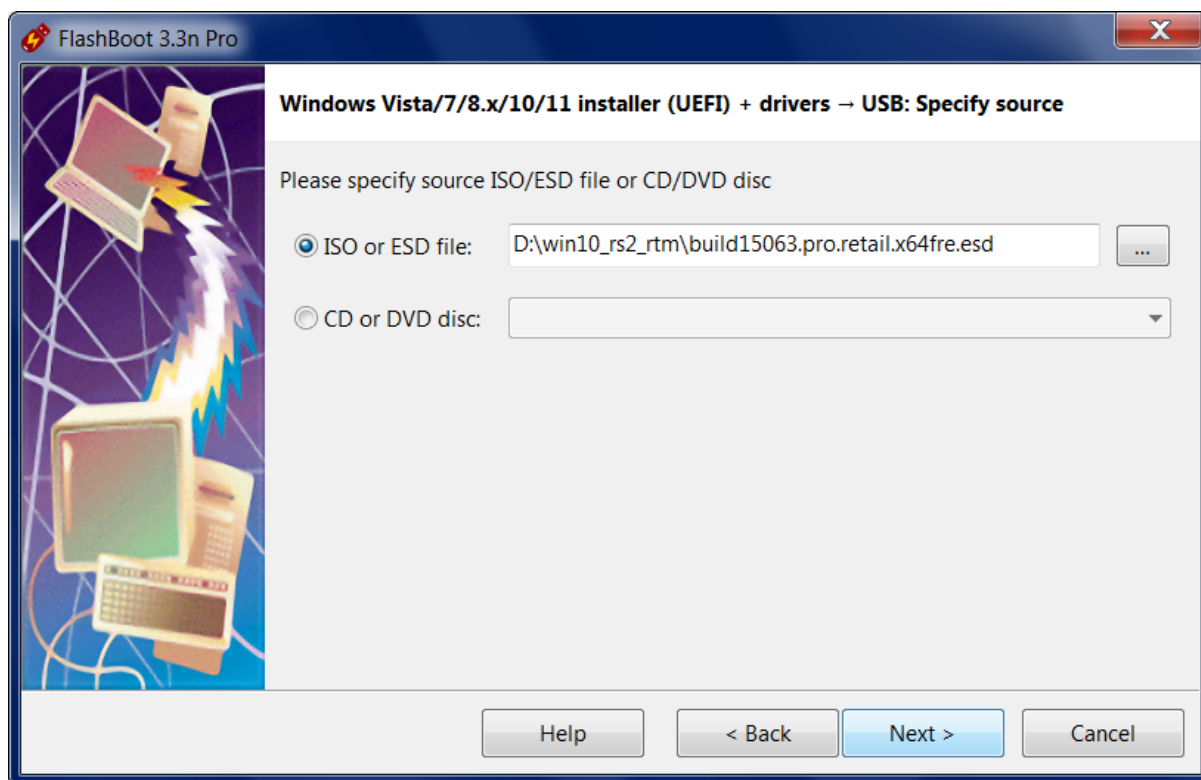 FlashBoot 3.3n Pro
Windows Vista/7/8.x/10/11 installer (UEFI) + drivers → USB: Specify source
Please specify source ISO/ESD file or CD/DVD disc
ISO or ESD file: D:\win10_rs2_rtm\build15063.pro.retail.x64fre.esd ...
CD or DVD disc:
Help < Back Next > Cancel